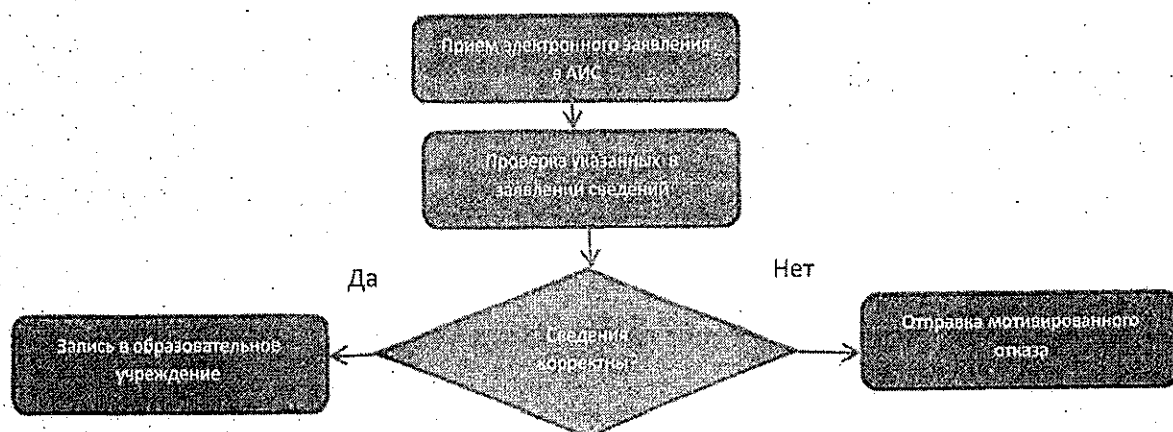 Прием электронного заявления
в АИС
Проверка указанных в
заявлении сведений
Да
Нет
Сведения
корректны?
Запись в образовательное
учреждение
Отправка мотивированного
отказа